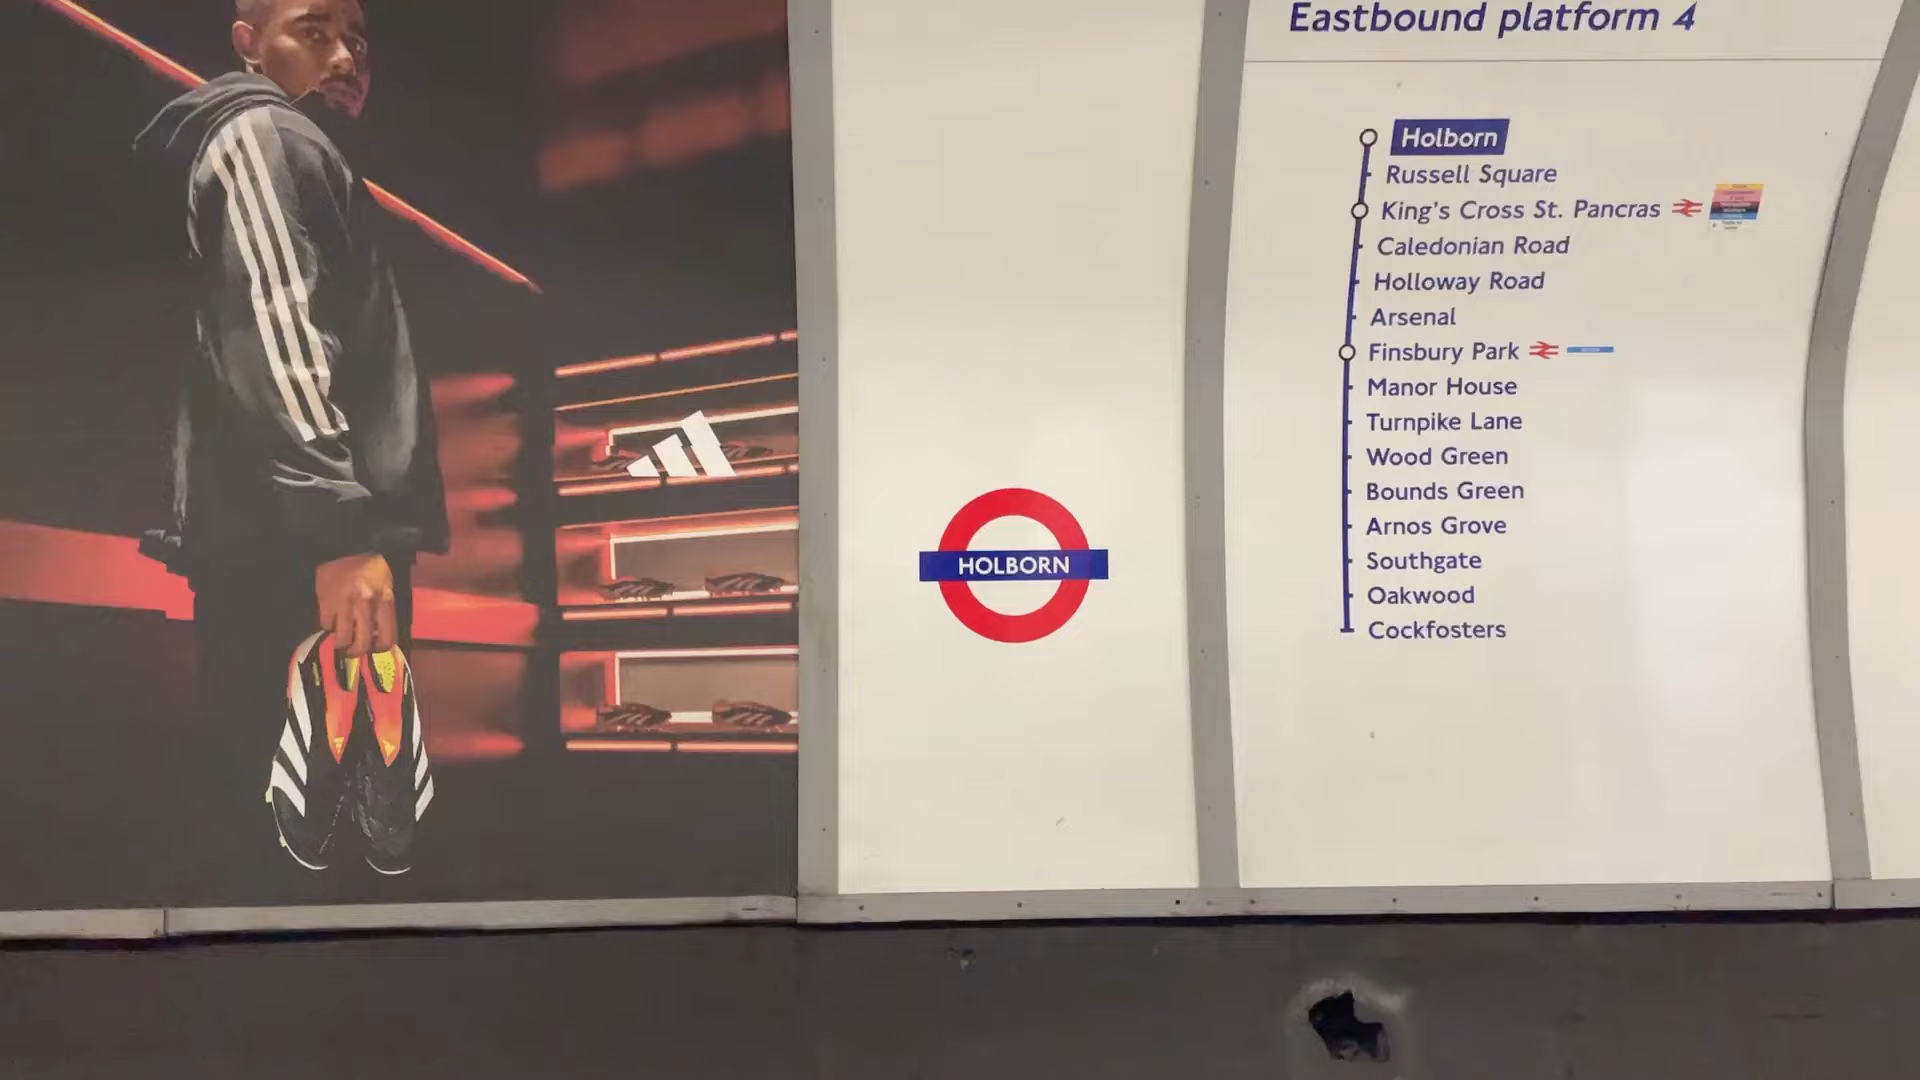 Eastbound platform 4
Holborn
Russell Square
King's Cross St. Pancras
Caledonian Road
Holloway Road
Arsenal
Finsbury Park
Manor House
Turnpike Lane
Wood Green
Bounds Green
Arnos Grove
Southgate
Oakwood
Cockfosters
HOLBORN